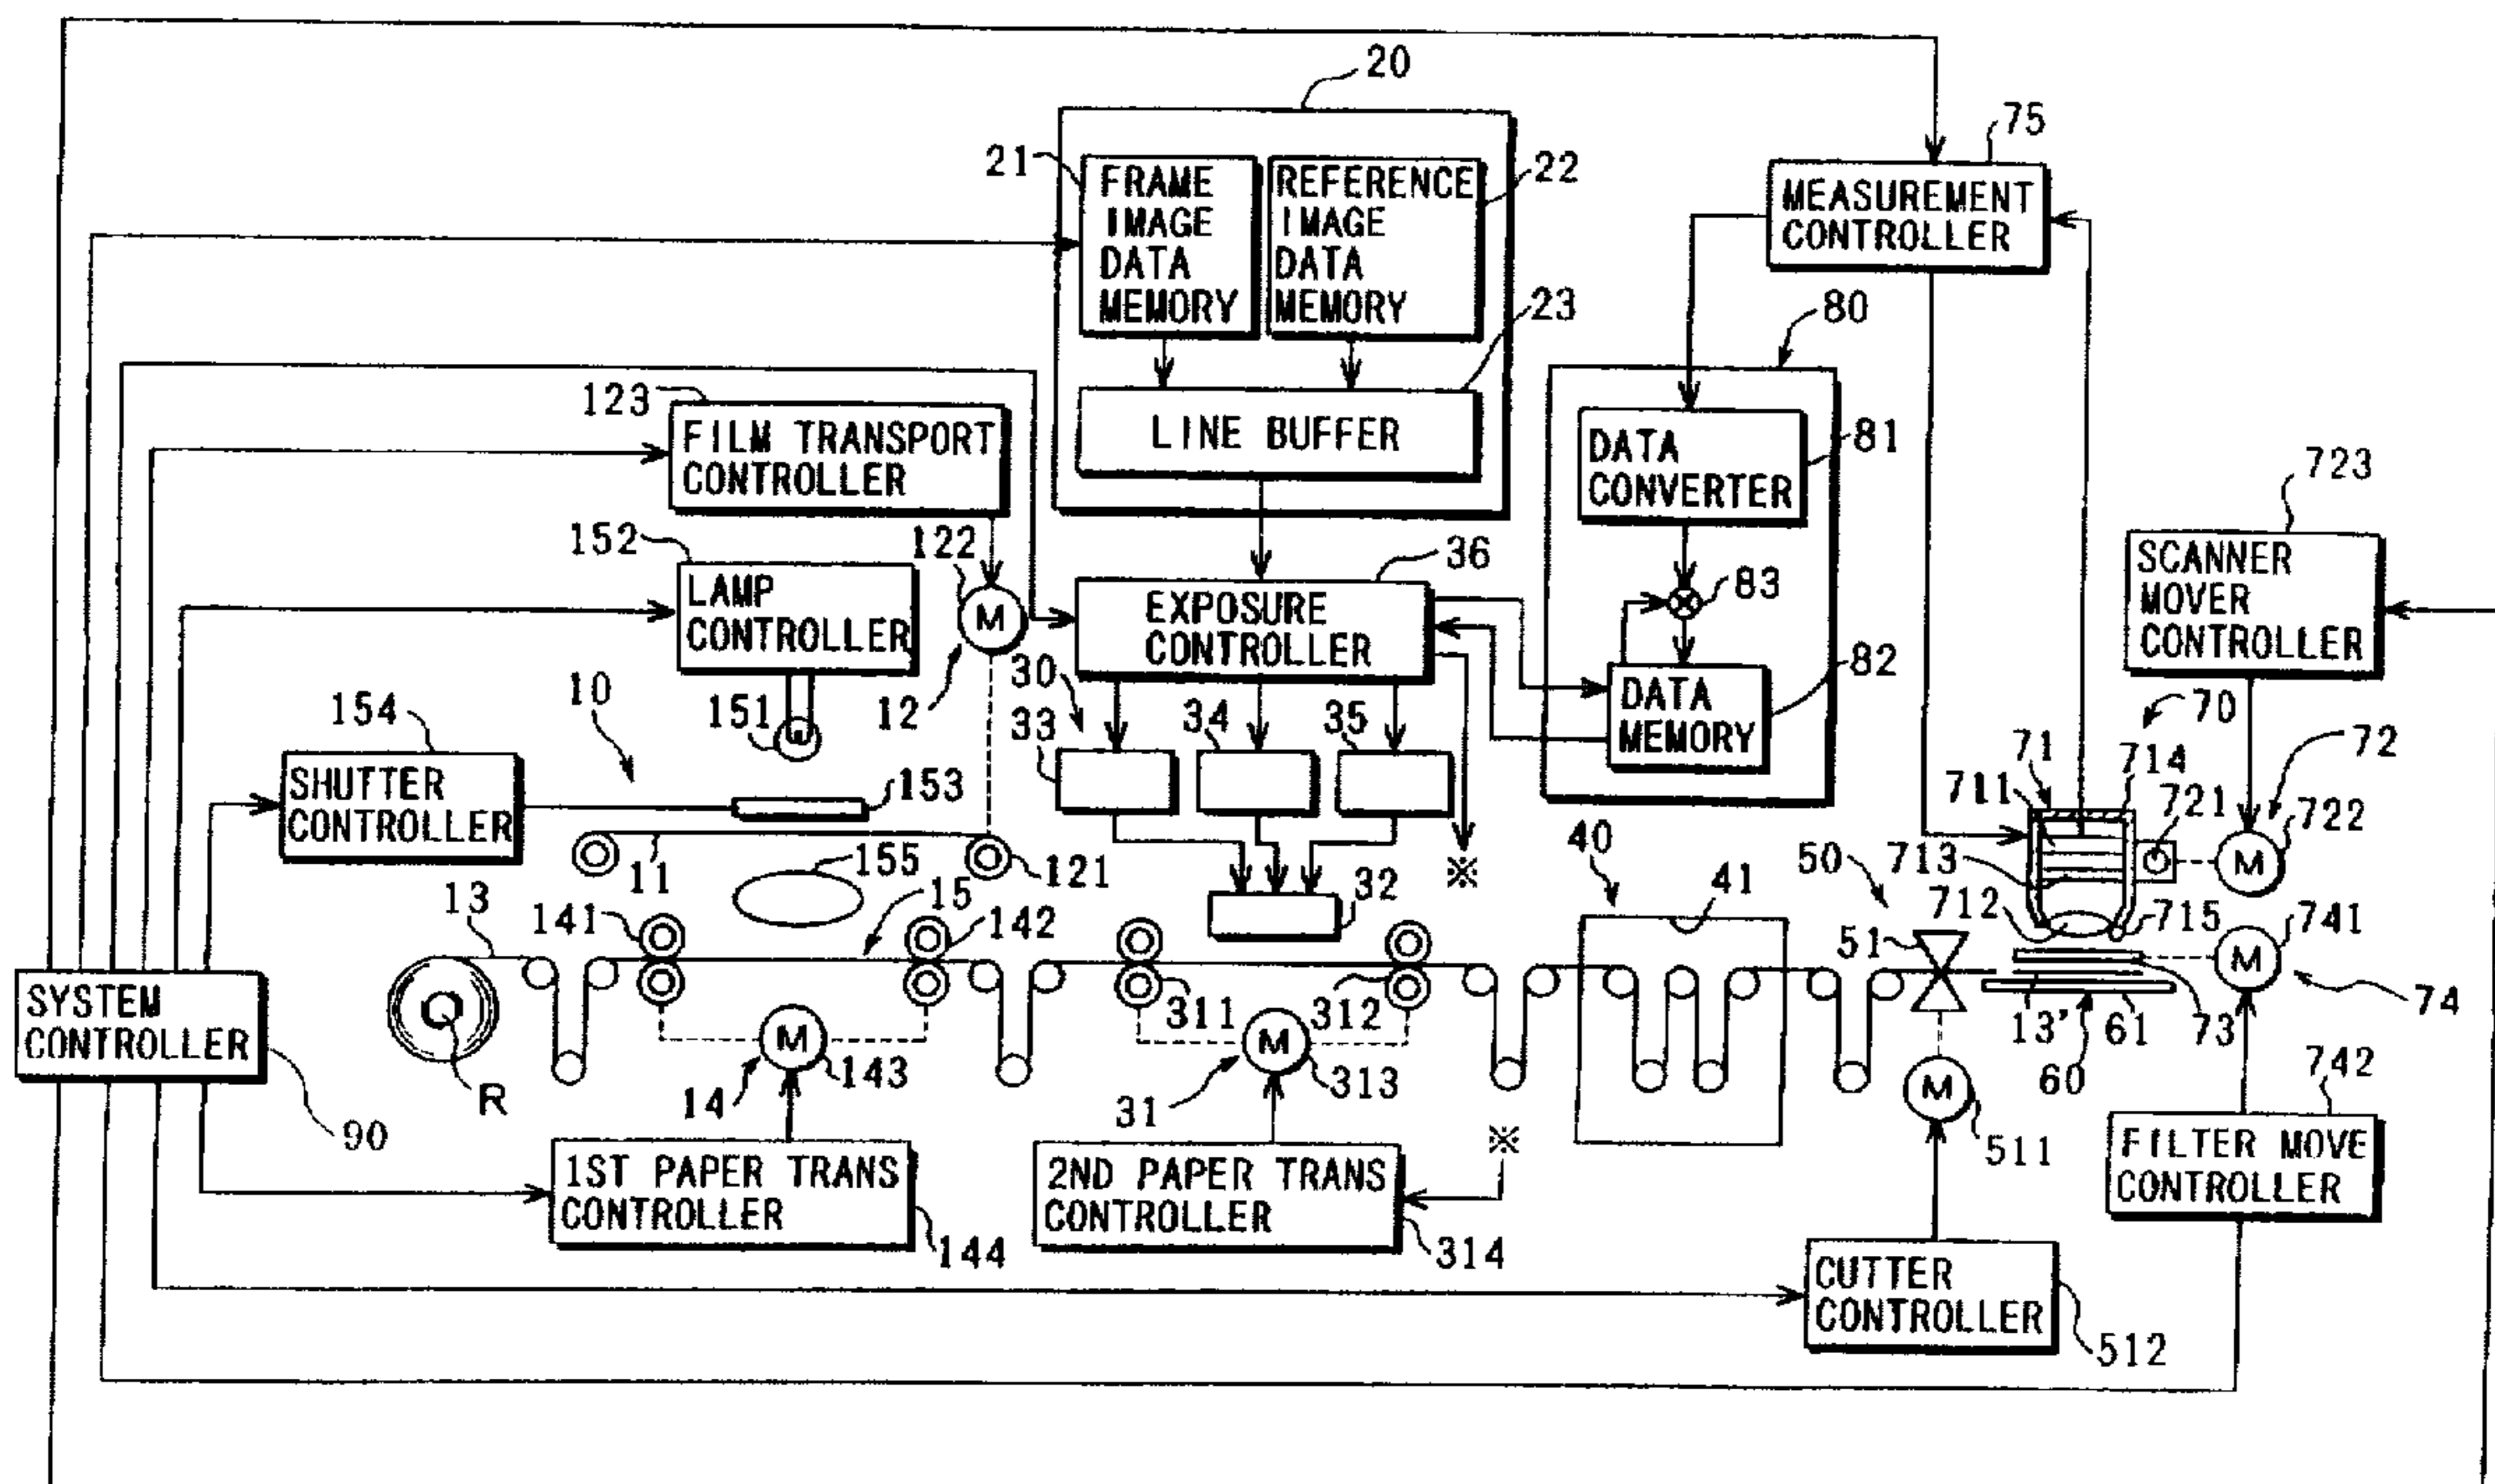 20
75
21
FRAME
IMAGE
DATA
MEMORY
REFERENCE
IMAGE
DATA
MEMORY
22
MEASUREMENT
CONTROLLER
23
80
123
FILM TRANSPORT
CONTROLLER
LINE BUFFER
DATA
CONVERTER
81
723
152
122
36
LAMP
CONTROLLER
M
EXPOSURE
CONTROLLER
83
SCANNER
MOVER
CONTROLLER
10
151
12
30
82
DATA
MEMORY
154
33
34
35
70
SHUTTER
CONTROLLER
153
71
714
72
711
721
722
M
11
155
121
※
40
41
50
713
13
141
15
142
32
51
712
715
741
M
SYSTEM
CONTROLLER
311
312
13'
61
73
74
R
14
M
143
31
M
313
M
511
60
742
90
※
1ST PAPER TRANS
CONTROLLER
144
2ND PAPER TRANS
CONTROLLER
314
FILTER MOVE
CONTROLLER
CUTTER
CONTROLLER
512